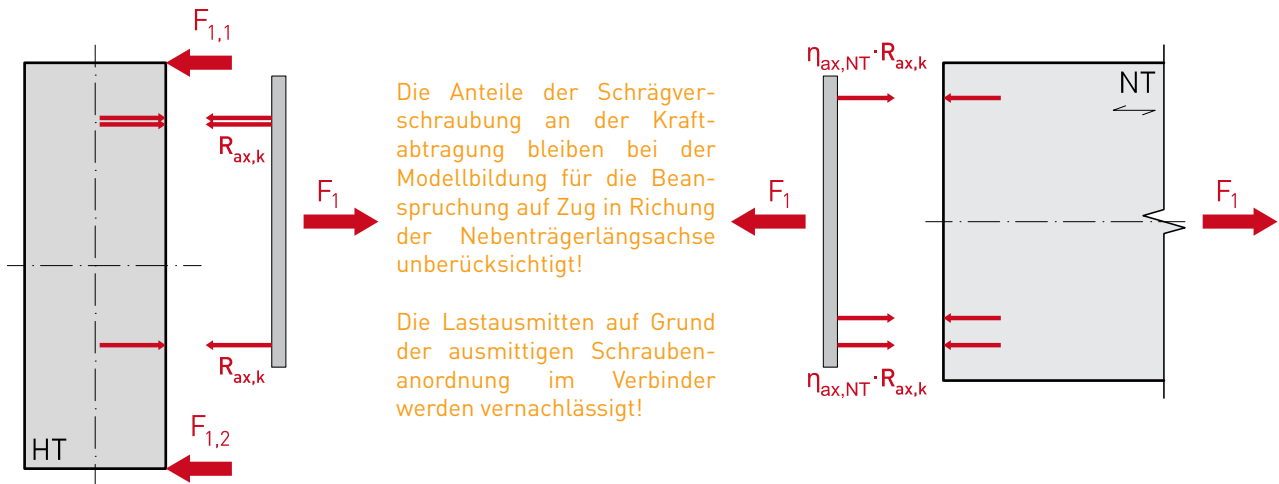 F1,1
Rax,k
F1
Rax,k
HT
F1,2
Die Anteile der Schrägver-
schraubung an der Kraft-
abtragung bleiben bei der
Modellbildung für die Bean-
spruchung auf Zug in Richung
der Nebenträgerlängsachse
unberücksichtigt!
Die Lastausmitten auf Grund
der ausmittigen Schrauben-
anordnung im Verbinder
werden vernachlässigt!
ηax,NT · Rax,k
NT
F1
F1
ηax,NT · Rax,k